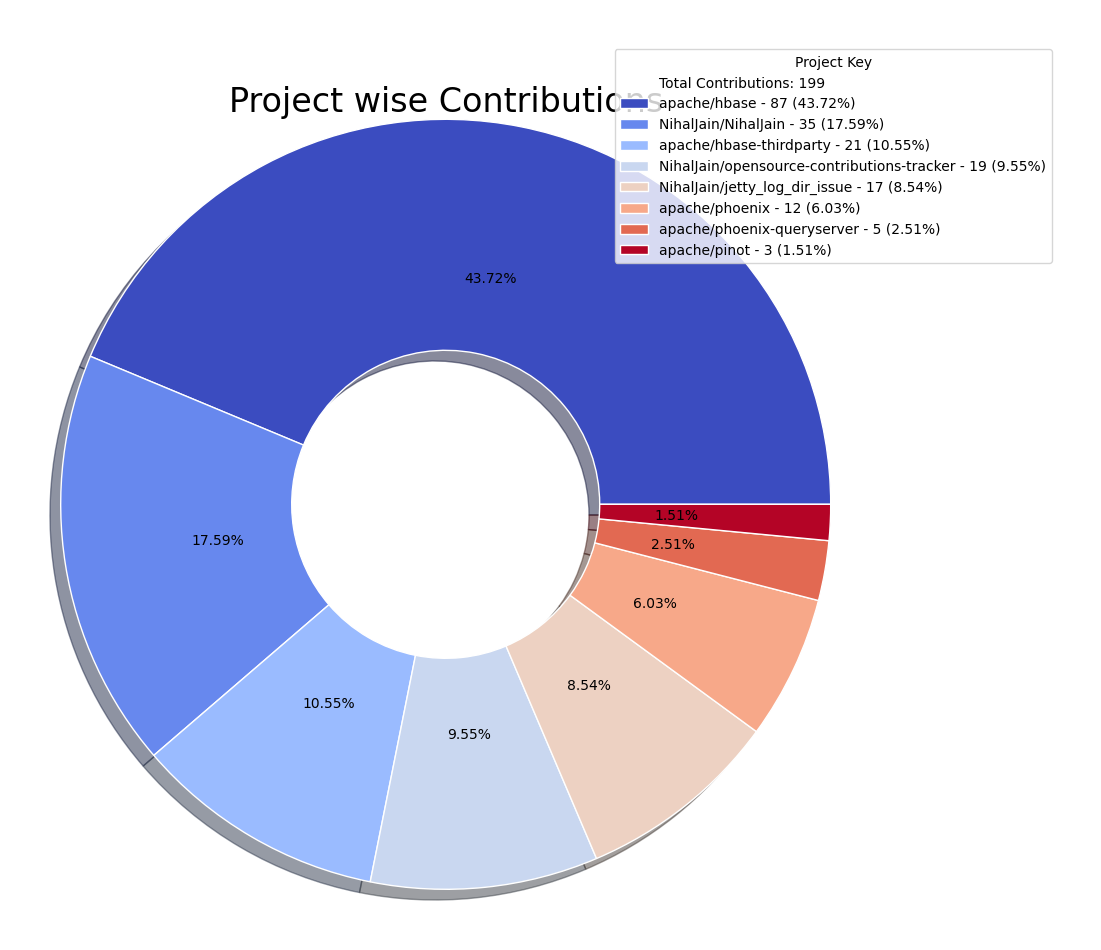 Project wise Contributions
Project Key
Total Contributions: 199
apache/hbase - 87 (43.72%)
NihalJain/NihalJain - 35 (17.59%)
apache/hbase-thirdparty - 21 (10.55%)
NihalJain/opensource-contributions-tracker - 19 (9.55%)
NihalJain/jetty_log_dir_issue - 17 (8.54%)
apache/phoenix - 12 (6.03%)
apache/phoenix-queryserver - 5 (2.51%)
apache/pinot - 3 (1.51%)
43.72%
17.59%
10.55%
9.55%
8.54%
6.03%
2.51%
1.51%